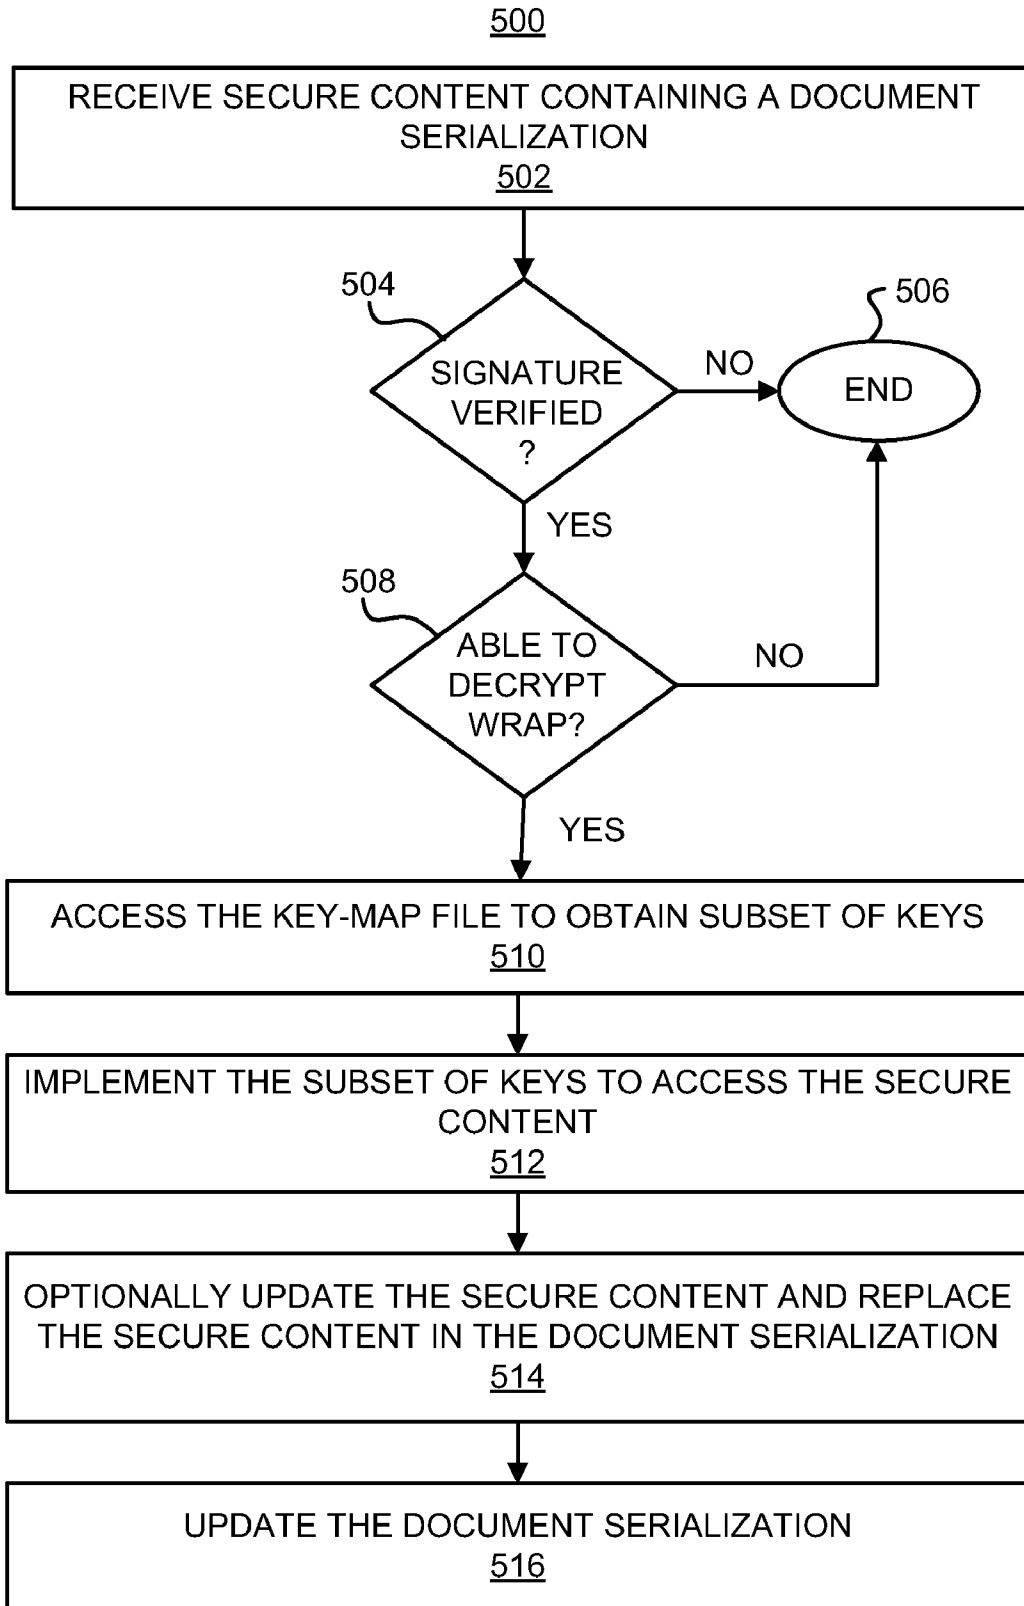 500
RECEIVE SECURE CONTENT CONTAINING A DOCUMENT
SERIALIZATION
502
504
SIGNATURE
VERIFIED
?
NO
506
END
YES
508
ABLE TO
DECRYPT
WRAP?
NO
YES
ACCESS THE KEY-MAP FILE TO OBTAIN SUBSET OF KEYS
510
IMPLEMENT THE SUBSET OF KEYS TO ACCESS THE SECURE
CONTENT
512
OPTIONALLY UPDATE THE SECURE CONTENT AND REPLACE
THE SECURE CONTENT IN THE DOCUMENT SERIALIZATION
514
UPDATE THE DOCUMENT SERIALIZATION
516